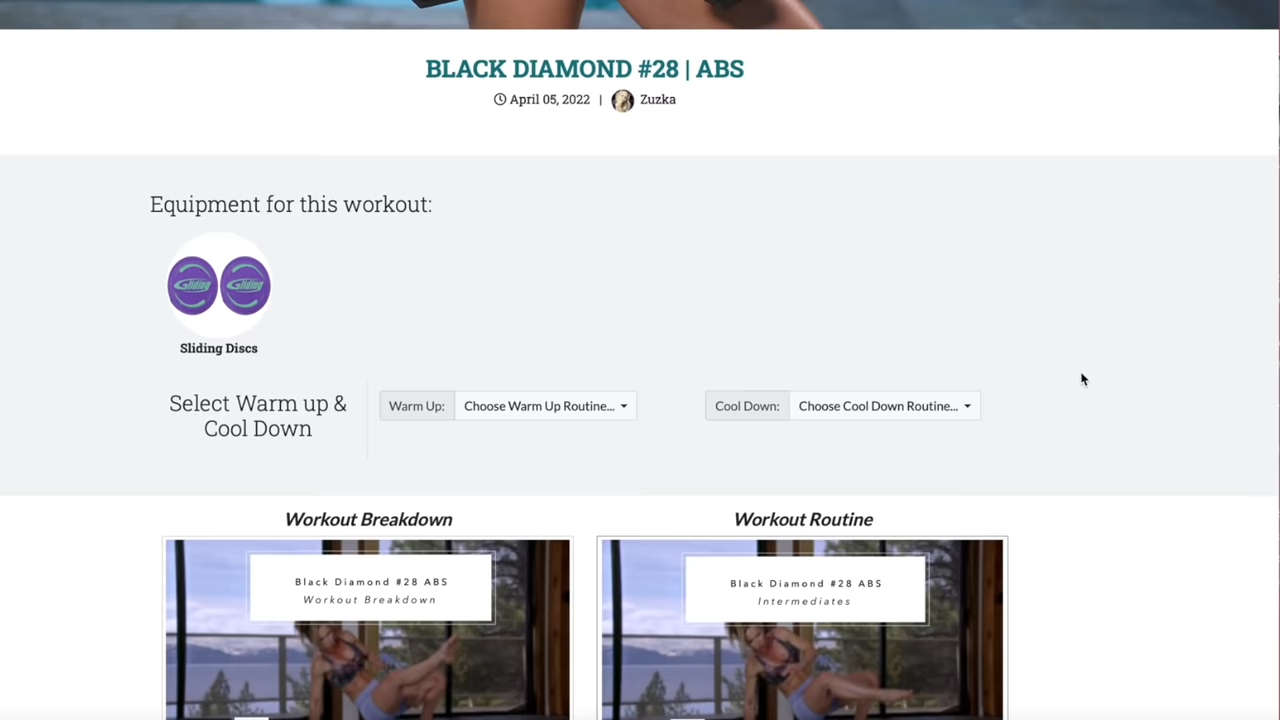 BLACK DIAMOND #28 | ABS
April 05, 2022 | Zuzka
Equipment for this workout:
Gliding Gliding
Sliding Discs
Select Warm up &
Cool Down
Warm Up: Choose Warm Up Routine...
Cool Down: Choose Cool Down Routine...
Workout Breakdown
Workout Routine
Black Diamond #28 ABS
Workout Breakdown
Black Diamond #28 ABS
Intermediates